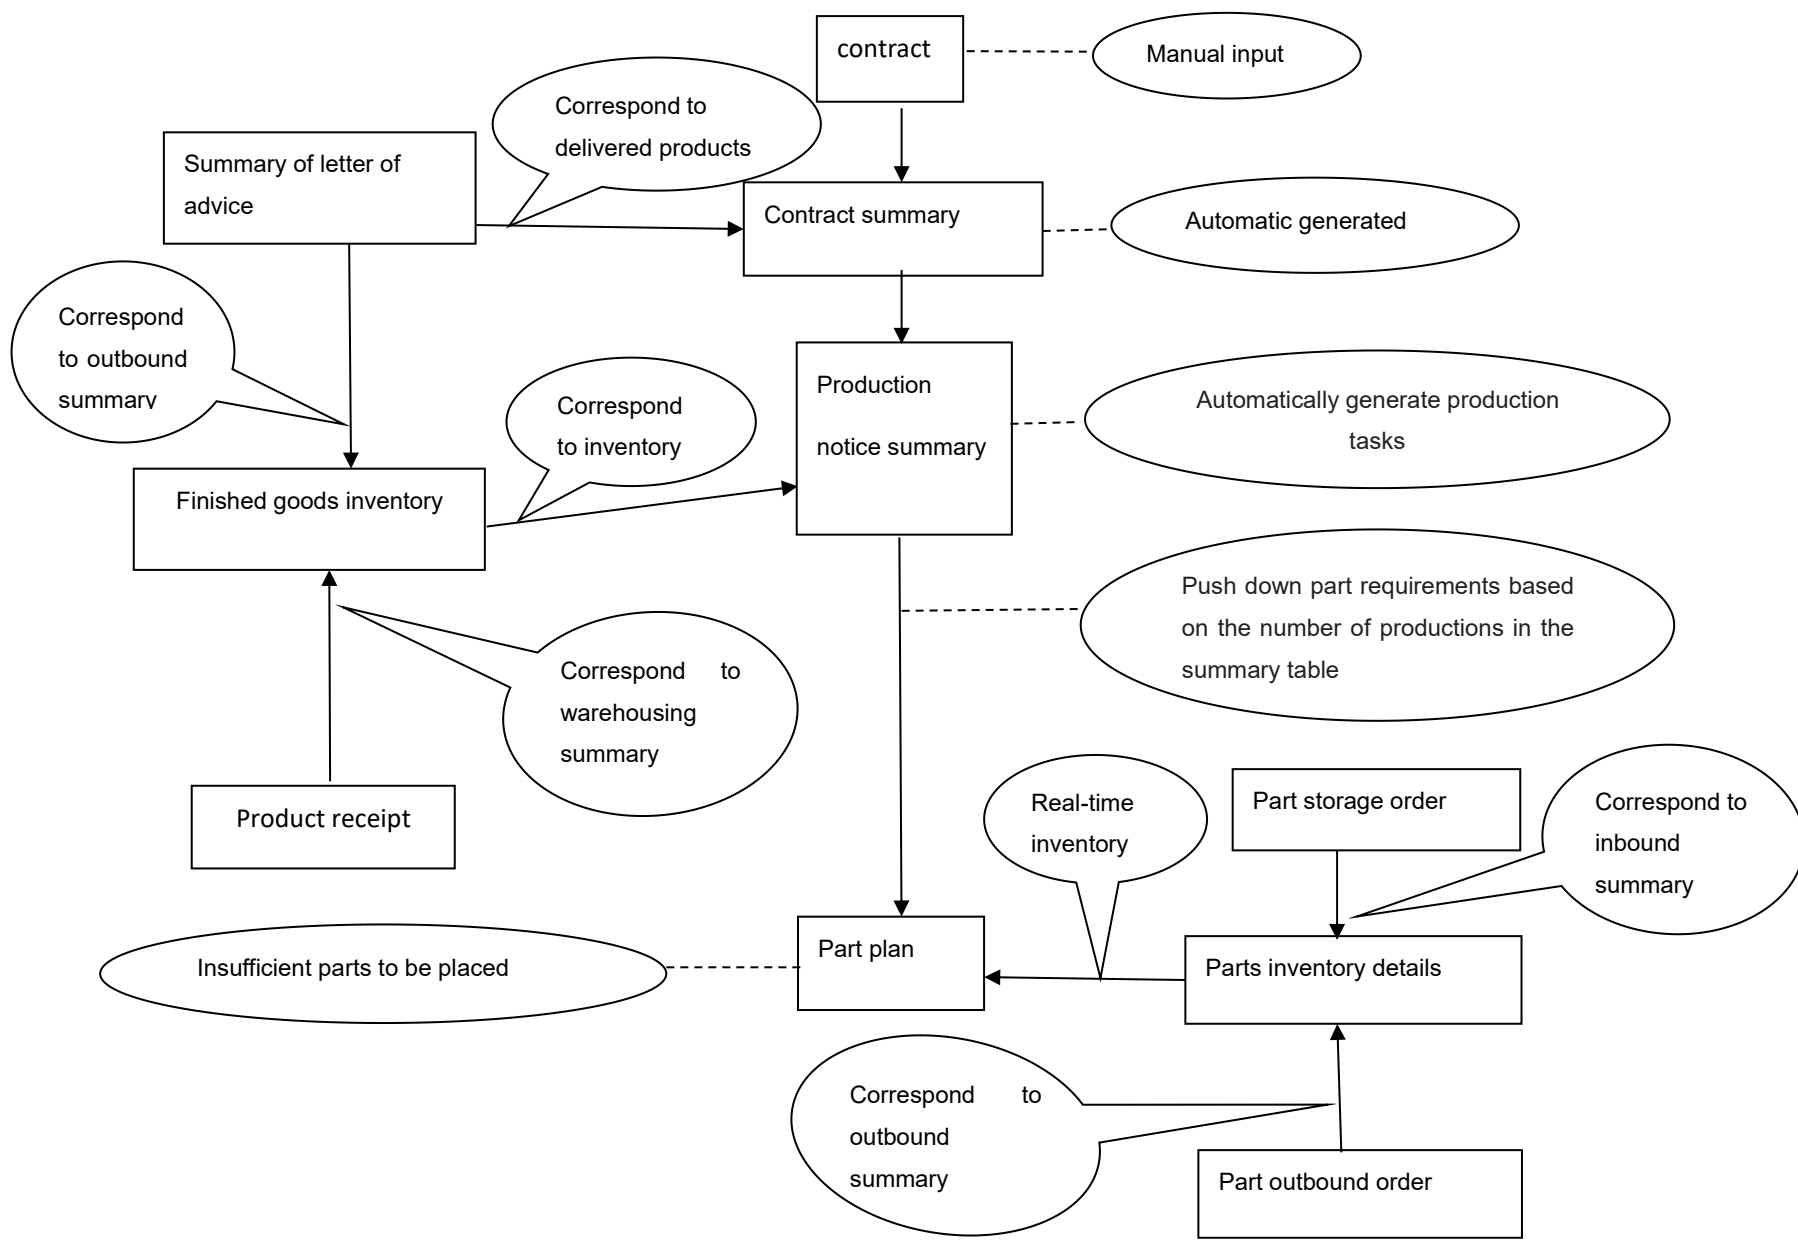 contract
Manual input
Correspond to
delivered products
Summary of letter of
advice
Contract summary
Automatic generated
Correspond
to outbound
summary
Correspond
to inventory
Production
notice summary
Automatically generate production
tasks
Finished goods inventory
Push down part requirements based
on the number of productions in the
summary table
Correspond to
warehousing
summary
Product receipt
Real-time
inventory
Part storage order
Correspond to
inbound
summary
Insufficient parts to be placed
Part plan
Parts inventory details
Correspond to
outbound
summary
Part outbound order